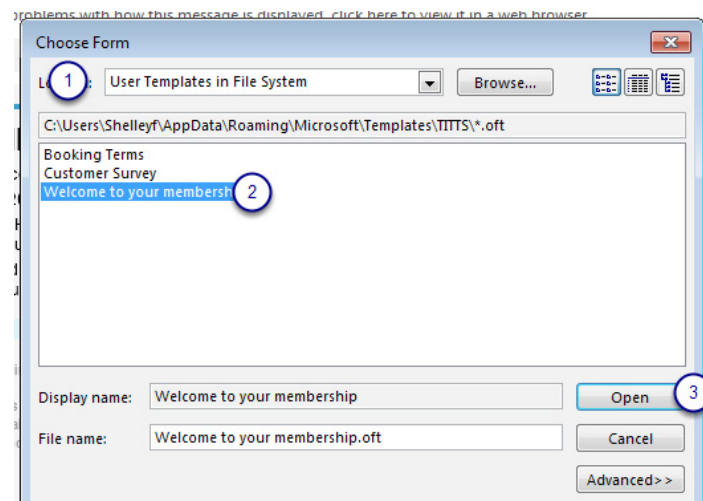 problems with how this message is displayed, click here to view it in a web browser.
Choose Form
1
User Templates in File System
Browse...
C:\Users\Shelleyf\AppData\Roaming\Microsoft\Templates\TITTS\*.oft
Booking Terms
Customer Survey
Welcome to your membersh 2
Display name: Welcome to your membership Open 3
File name: Welcome to your membership.oft Cancel
Advanced>>